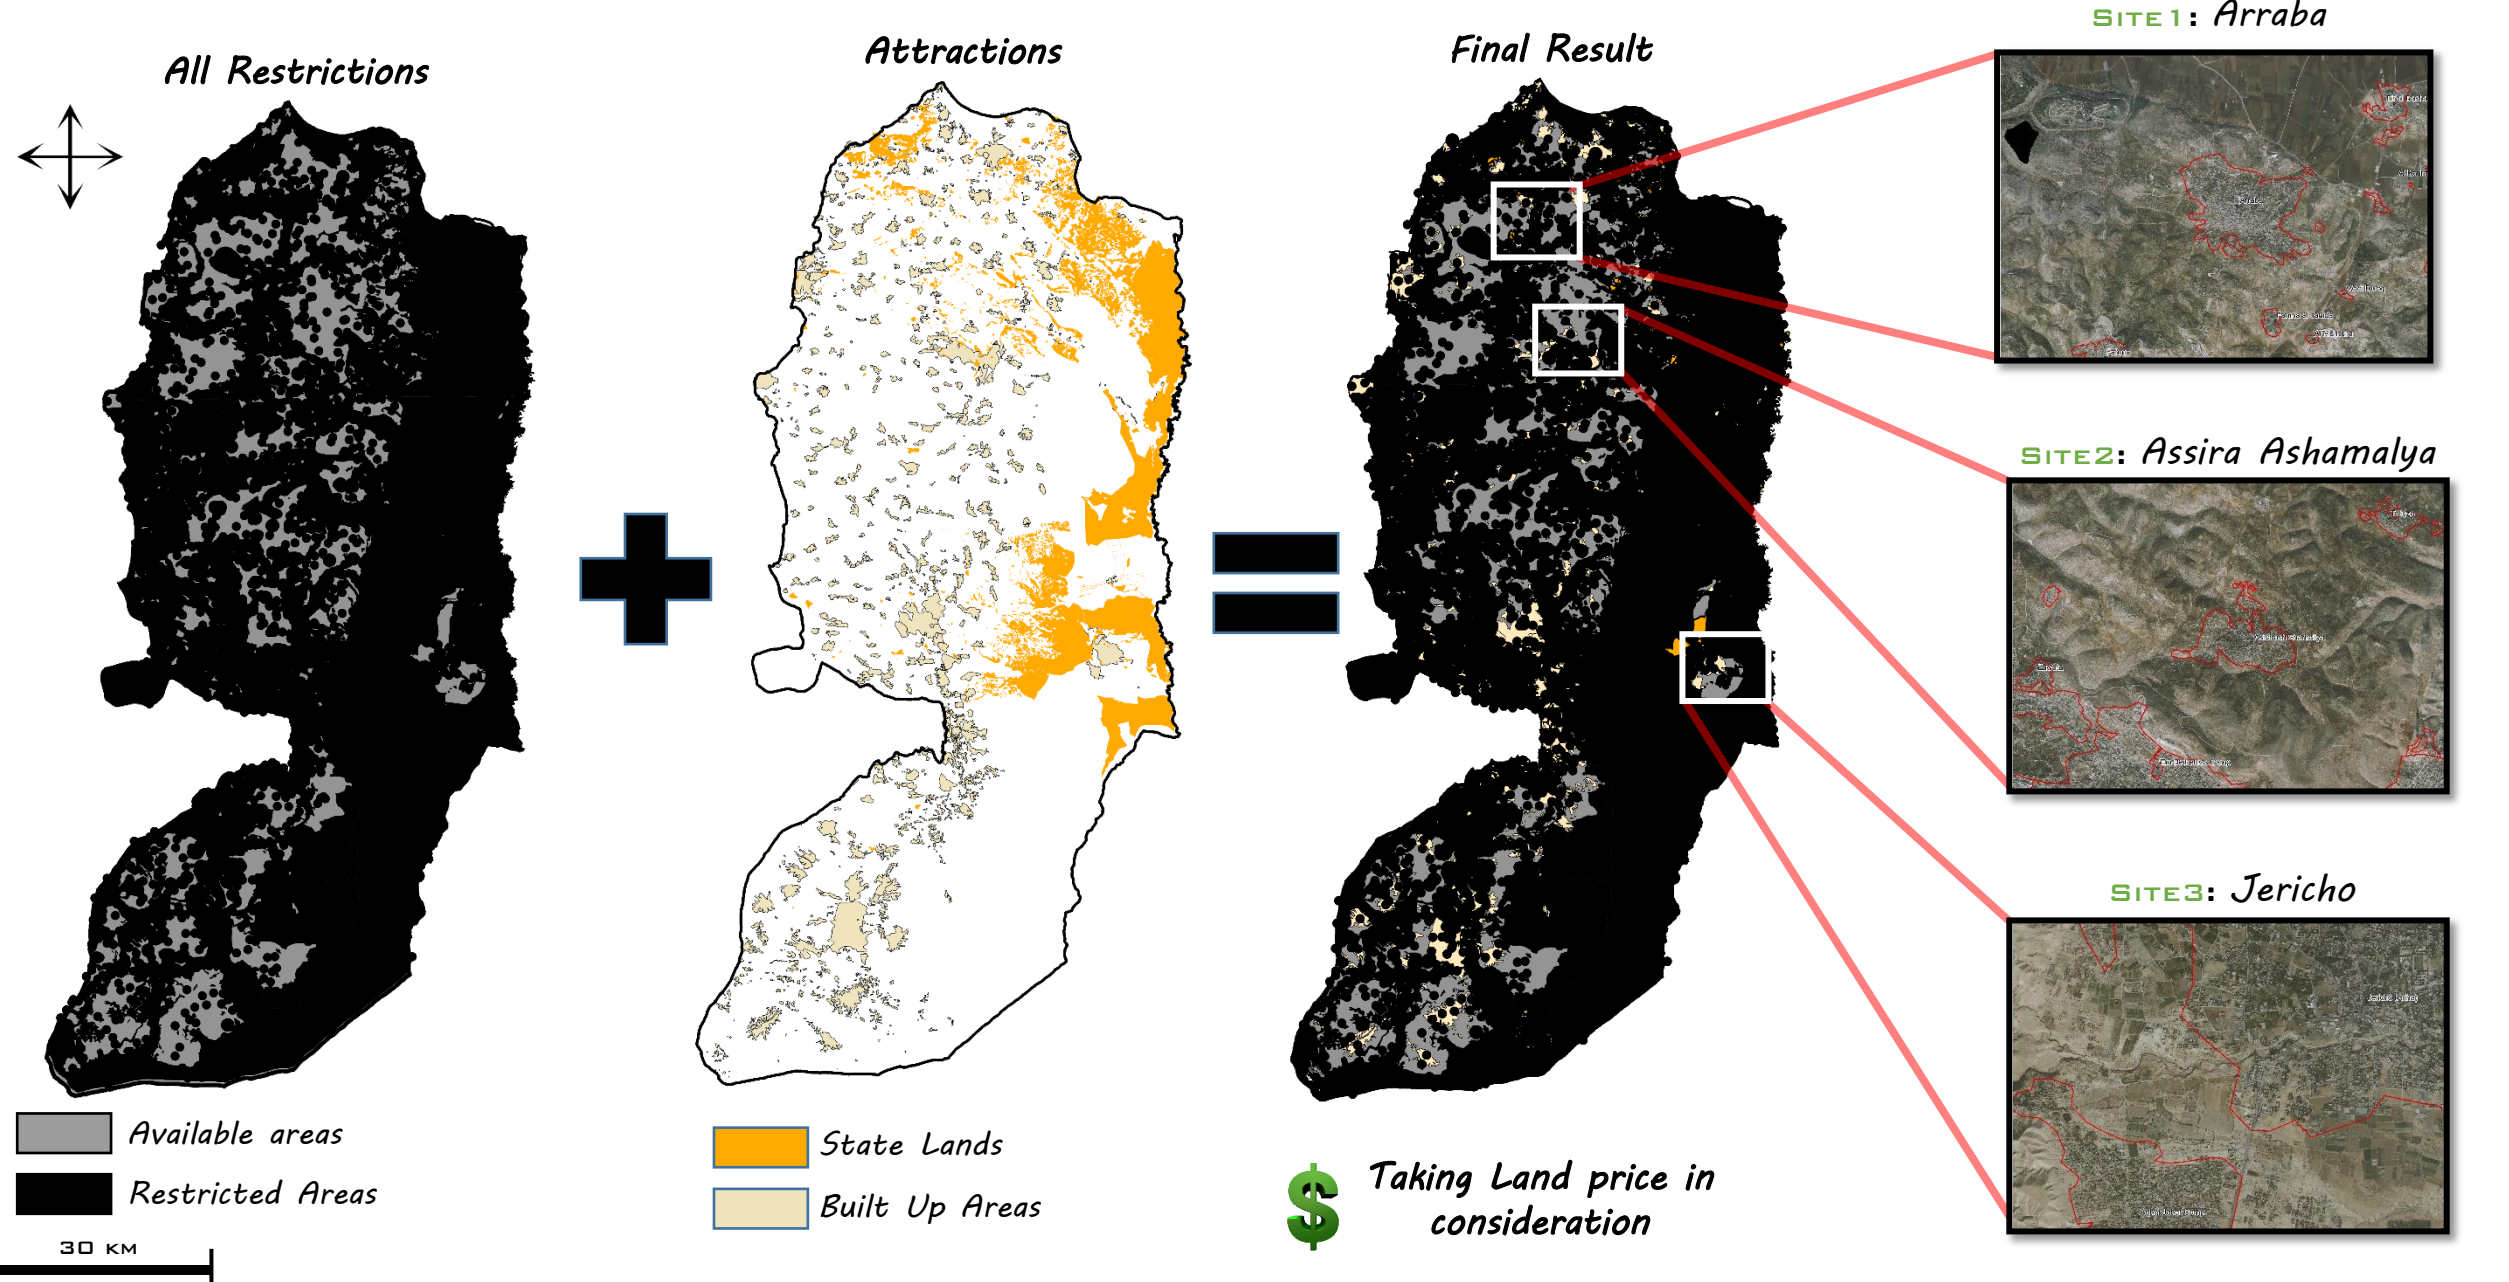 All Restrictions
Attractions
Final Result
SITE1: Arraba
SITE2: Assira Ashamalya
SITE3: Jericho
Available areas
Restricted Areas
30 KM
State Lands
Built Up Areas
$
Taking Land price in
consideration